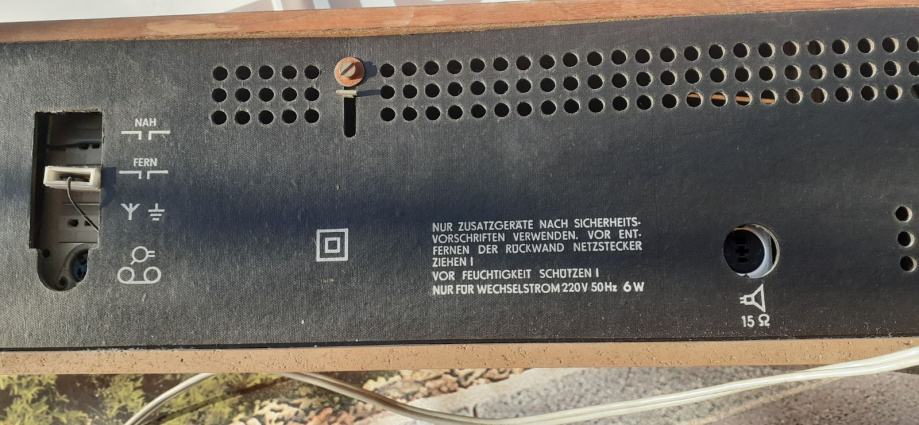 NAH
FERN
NUR ZUSATZGERÄTE NACH SICHERHEITS-
VORSCHRIFTEN VERWENDEN. VOR ENT-
FERNEN DER RÜCKWAND NETZSTECKER
ZIEHEN !
VOR FEUCHTIGKEIT SCHÜTZEN !
NUR FÜR WECHSELSTROM 220V 50Hz 6W
15 Ω